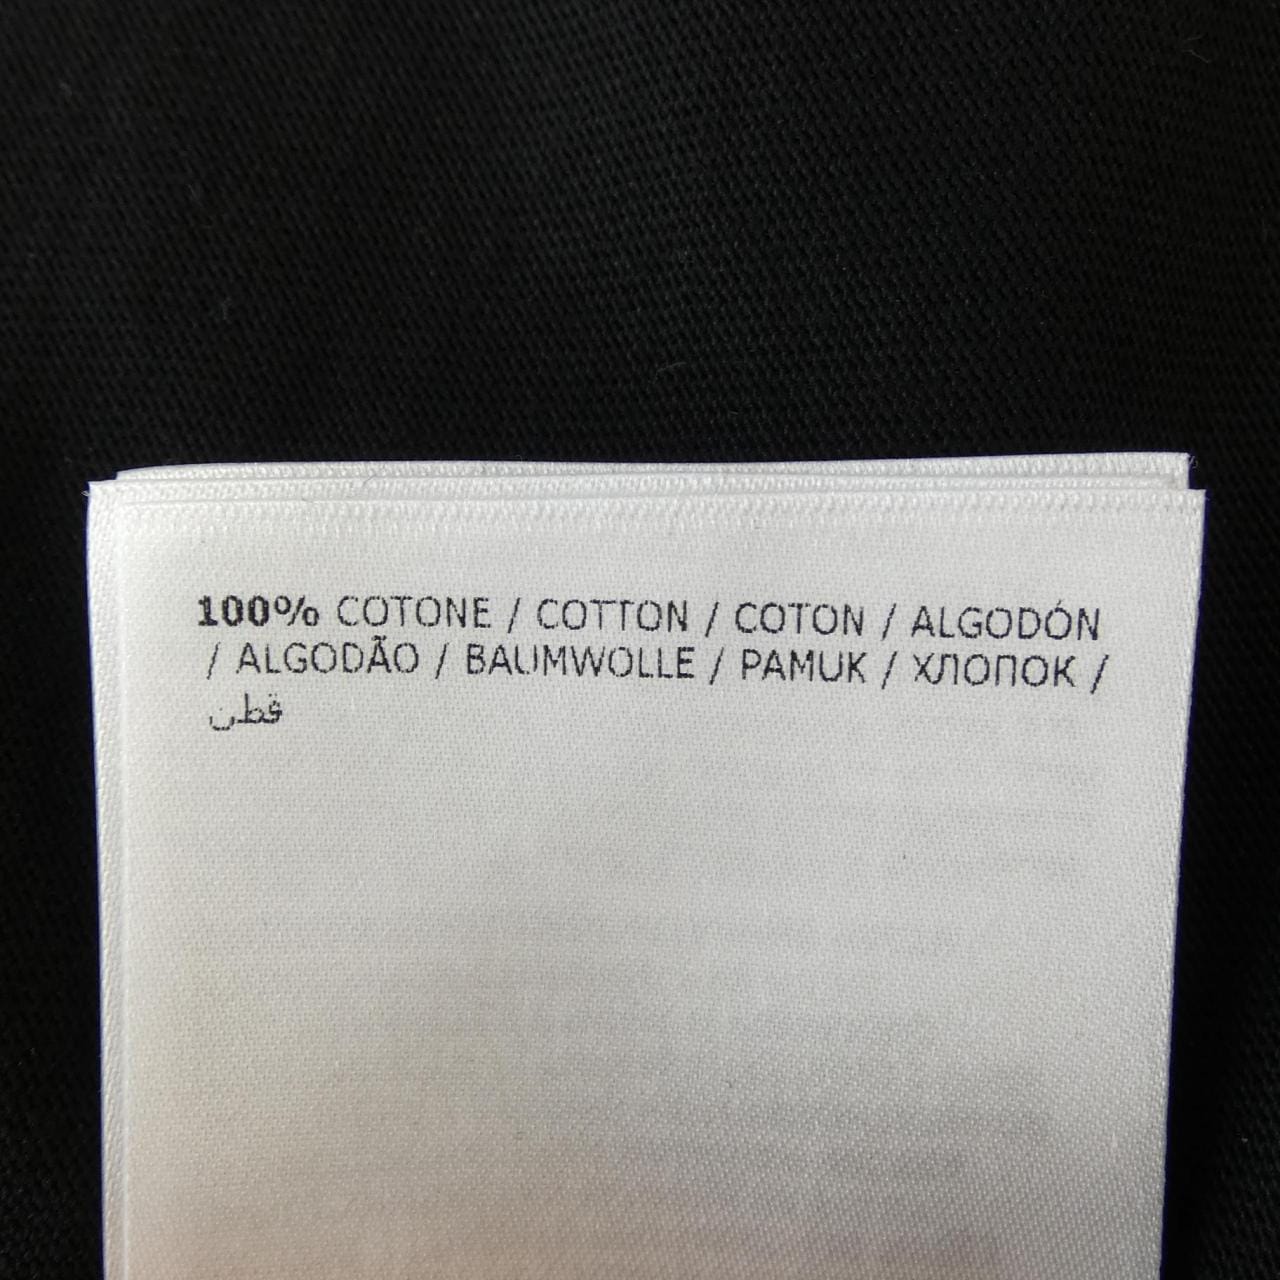 100% COTONE / COTTON / COTON / ALGODÓN
/ ALGODÃO / BAUMWOLLE / PAMUK / ХЛОПОК /
قطن